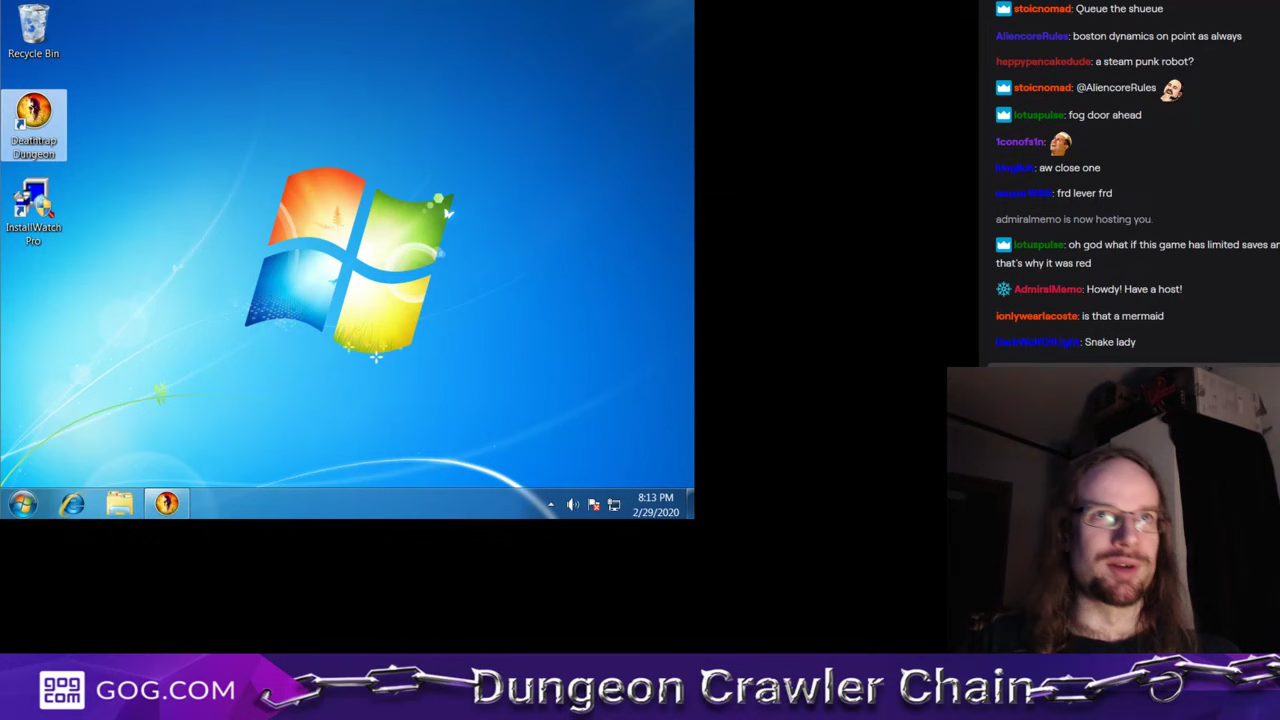 Recycle Bin
Deathtrap
Dungeon
InstallWatch
Pro
8:13 PM
2/29/2020
stoicnomad: Queue the shueue
AliencoreRules: boston dynamics on point as always
happypancakedude: a steam punk robot?
stoicnomad: @AliencoreRules
lotuspulse: fog door ahead
1conofs1n:
aw close one
frd lever frd
admiralmemo is now hosting you.
lotuspulse: oh god what if this game has limited saves an
that's why it was red
AdmiralMemo: Howdy! Have a host!
ionlywearlacoste: is that a mermaid
Snake lady
gog
com
GOG.COM
Dungeon Crawler Chain